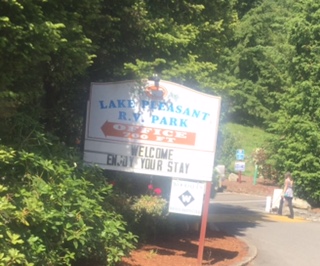 LAKE PLEASANT
R.V. PARK
OFFICE
WELCOME
ENJOY YOUR STAY